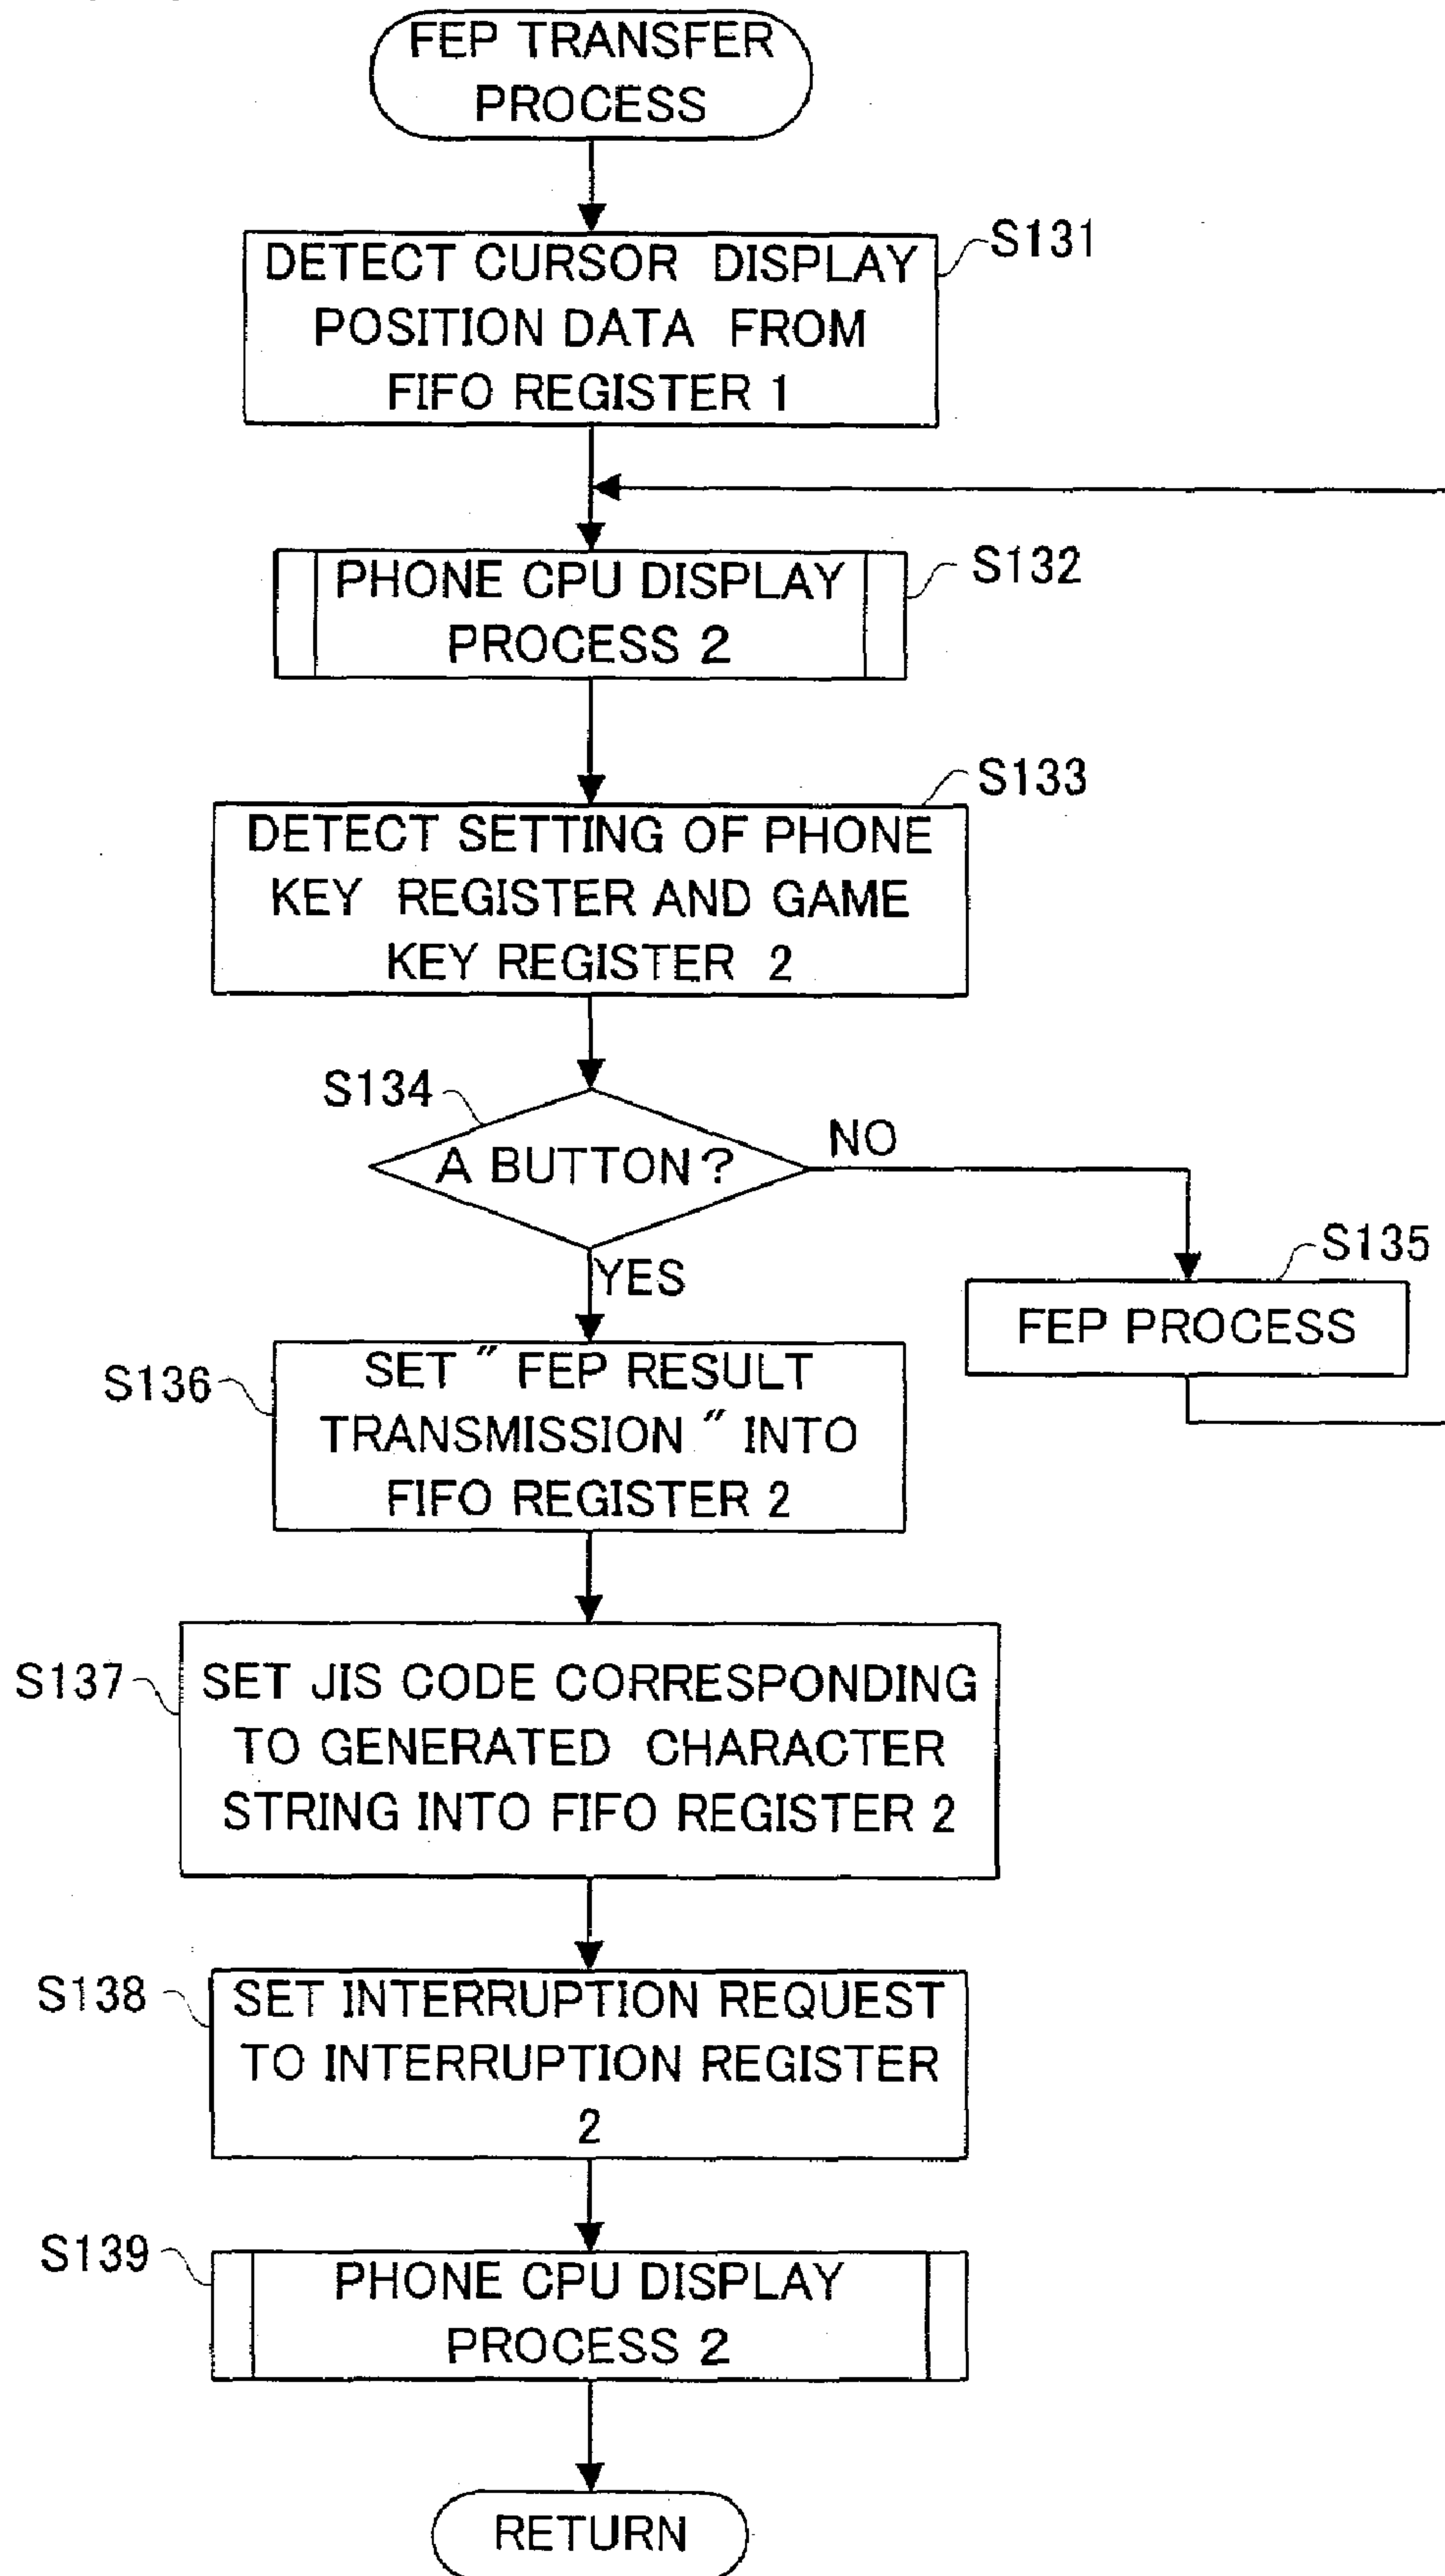 FEP TRANSFER
PROCESS
S131
DETECT CURSOR DISPLAY
POSITION DATA FROM
FIFO REGISTER 1
S132
PHONE CPU DISPLAY
PROCESS 2
S133
DETECT SETTING OF PHONE
KEY REGISTER AND GAME
KEY REGISTER 2
S134
A BUTTON?
NO
YES
S135
FEP PROCESS
S136
SET " FEP RESULT
TRANSMISSION " INTO
FIFO REGISTER 2
S137
SET JIS CODE CORRESPONDING
TO GENERATED CHARACTER
STRING INTO FIFO REGISTER 2
S138
SET INTERRUPTION REQUEST
TO INTERRUPTION REGISTER
2
S139
PHONE CPU DISPLAY
PROCESS 2
RETURN